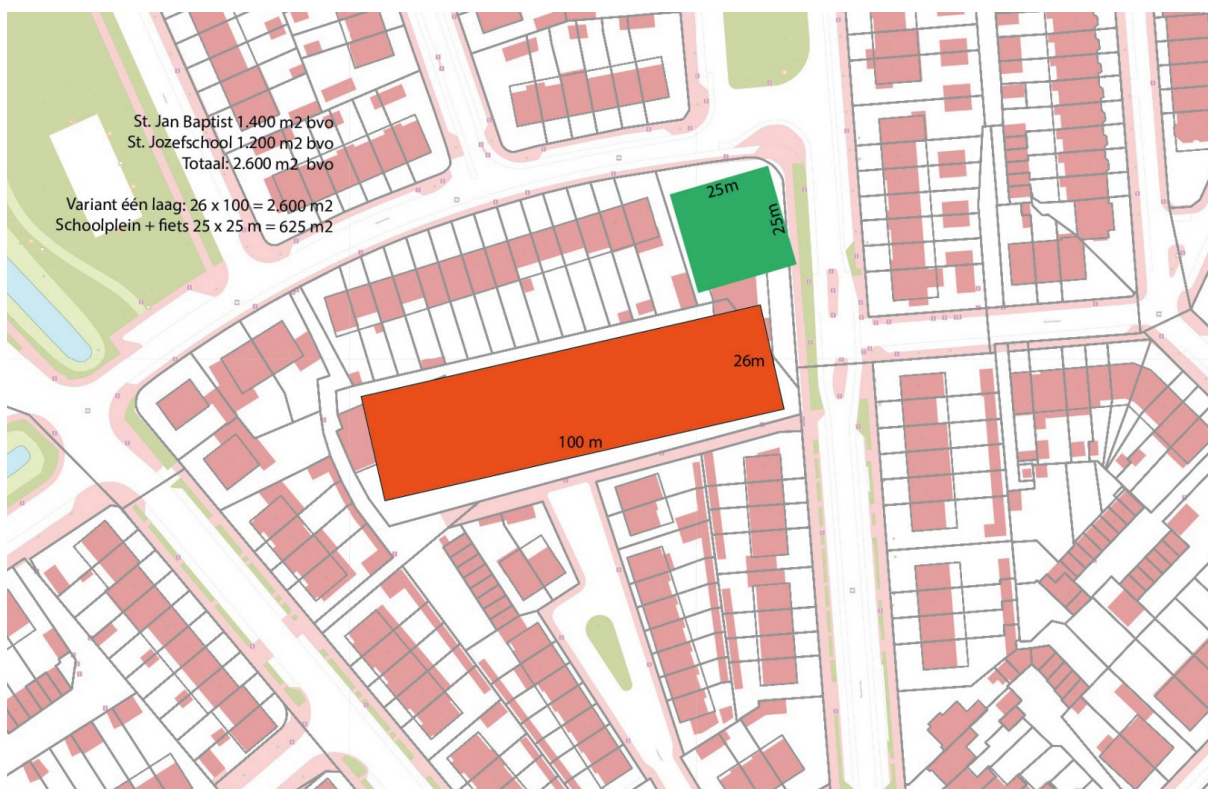 St. Jan Baptist 1.400 m2 bvo
St. Jozefschool 1.200 m2 bvo
Totaal: 2.600 m2 bvo
Variant één laag: 26 x 100 = 2.600 m2
Schoolplein + fiets 25 x 25 m = 625 m2
25m
25m
26m
100 m